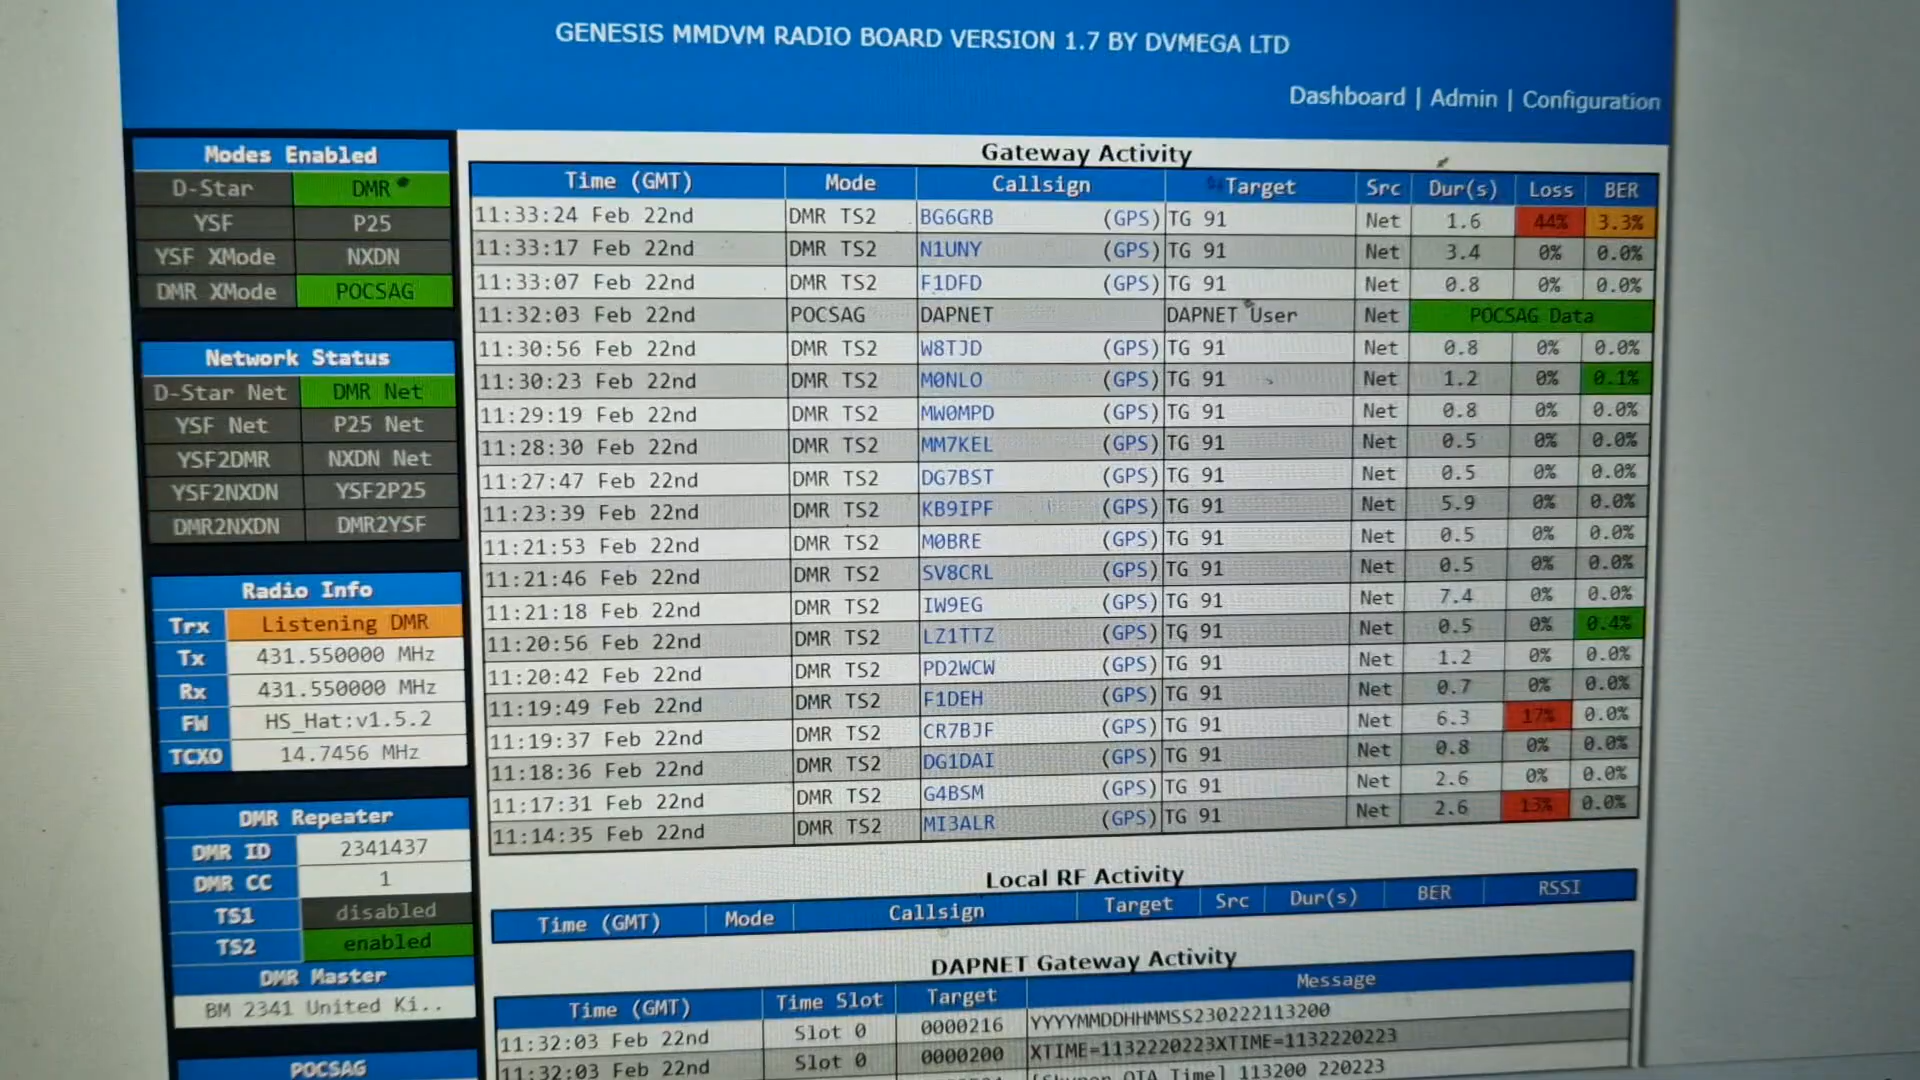 GENESIS MMDVM RADIO BOARD VERSION 1.7 BY DVMEGA LTD
Dashboard | Admin | Configuration
Modes Enabled
D-Star DMR
YSF P25
YSF XMode NXDN
DMR XMode POCSAG
Network Status
D-Star Net DMR Net
YSF Net P25 Net
YSF2DMR NXDN Net
YSF2NXDN YSF2P25
DMR2NXDN DMR2YSF
Radio Info
Trx Listening DMR
Tx 431.550000 MHz
Rx 431.550000 MHz
FW HS_Hat:v1.5.2
TCXO 14.7456 MHz
DMR Repeater
DMR ID 2341437
DMR CC 1
TS1 disabled
TS2 enabled
DMR Master
BM 2341 United Ki..
POCSAG
Gateway Activity
Time (GMT) Mode Callsign Target Src Dur(s) Loss BER
11:33:24 Feb 22nd DMR TS2 BG6GRB (GPS) TG 91 Net 1.6 44% 3.3%
11:33:17 Feb 22nd DMR TS2 N1UNY (GPS) TG 91 Net 3.4 0% 0.0%
11:33:07 Feb 22nd DMR TS2 F1DFD (GPS) TG 91 Net 0.8 0% 0.0%
11:32:03 Feb 22nd POCSAG DAPNET DAPNET User Net POCSAG Data
11:30:56 Feb 22nd DMR TS2 W8TJD (GPS) TG 91 Net 0.8 0% 0.0%
11:30:23 Feb 22nd DMR TS2 M0NLO (GPS) TG 91 Net 1.2 0% 0.1%
11:29:19 Feb 22nd DMR TS2 MW0MPD (GPS) TG 91 Net 0.8 0% 0.0%
11:28:30 Feb 22nd DMR TS2 MM7KEL (GPS) TG 91 Net 0.5 0% 0.0%
11:27:47 Feb 22nd DMR TS2 DG7BST (GPS) TG 91 Net 0.5 0% 0.0%
11:23:39 Feb 22nd DMR TS2 KB9IPF (GPS) TG 91 Net 5.9 0% 0.0%
11:21:53 Feb 22nd DMR TS2 M0BRE (GPS) TG 91 Net 0.5 0% 0.0%
11:21:46 Feb 22nd DMR TS2 SV8CRL (GPS) TG 91 Net 0.5 0% 0.0%
11:21:18 Feb 22nd DMR TS2 IW9EG (GPS) TG 91 Net 7.4 0% 0.0%
11:20:56 Feb 22nd DMR TS2 LZ1TTZ (GPS) TG 91 Net 0.5 0% 0.4%
11:20:42 Feb 22nd DMR TS2 PD2WCW (GPS) TG 91 Net 1.2 0% 0.0%
11:19:49 Feb 22nd DMR TS2 F1DEH (GPS) TG 91 Net 0.7 0% 0.0%
11:19:37 Feb 22nd DMR TS2 CR7BJF (GPS) TG 91 Net 6.3 17% 0.0%
11:18:36 Feb 22nd DMR TS2 DG1DAI (GPS) TG 91 Net 0.8 0% 0.0%
11:17:31 Feb 22nd DMR TS2 G4BSM (GPS) TG 91 Net 2.6 0% 0.0%
11:14:35 Feb 22nd DMR TS2 MI3ALR (GPS) TG 91 Net 2.6 13% 0.0%
Local RF Activity
Time (GMT) Mode Callsign Target Src Dur(s) BER RSSI
DAPNET Gateway Activity
Time (GMT) Time Slot Target Message
11:32:03 Feb 22nd Slot 0 0000216 YYYYMMDDHHMMSS230222113200
11:32:03 Feb 22nd Slot 0 0000200 XTIME=1132220223XTIME=1132220223
OTA Time] 113200 220223